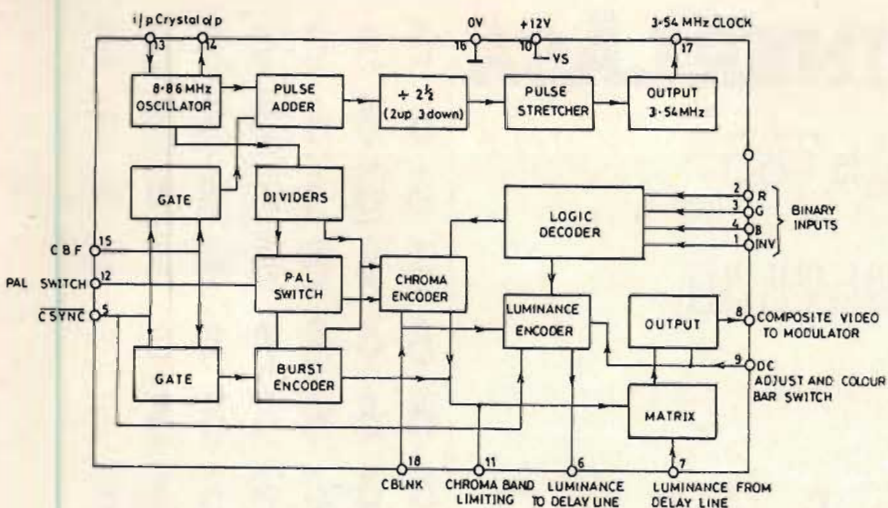 i/p Crystal o/p
13
14
0V
16
+12V
10
VS
3·54 MHz CLOCK
17
8·86 MHz
OSCILLATOR
PULSE
ADDER
÷ 2½
(2up 3down)
PULSE
STRETCHER
OUTPUT
3·54 MHz
GATE
DIVIDERS
LOGIC
DECODER
2 R
3 G
4 B
1 INV
BINARY
INPUTS
CBF 15
PAL SWITCH 12
CSYNC 5
PAL
SWITCH
CHROMA
ENCODER
LUMINANCE
ENCODER
OUTPUT
8 COMPOSITE VIDEO
TO MODULATOR
9 DC
ADJUST AND COLOUR
BAR SWITCH
GATE
BURST
ENCODER
MATRIX
18
CBLNK
11
CHROMA BAND
LIMITING
6
LUMINANCE
TO DELAY LINE
7
LUMINANCE FROM
DELAY LINE